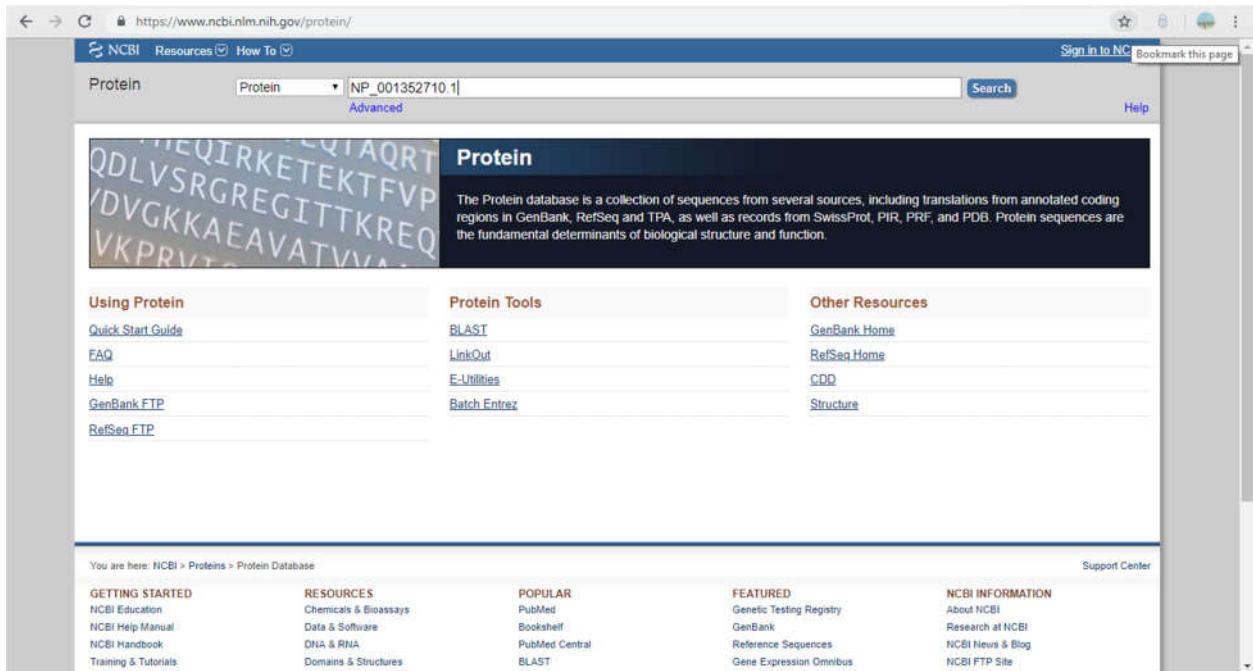 https://www.ncbi.nlm.nih.gov/protein/
NCBI Resources How To Sign in to NC
Bookmark this page
Protein Protein NP_001352710.1 Search
Advanced Help
QDLVSRGREGITTKREQ
VDVGKKAEAVATVVA
VKPRVT
Protein
The Protein database is a collection of sequences from several sources, including translations from annotated coding
regions in GenBank, RefSeq and TPA, as well as records from SwissProt, PIR, PRF, and PDB. Protein sequences are
the fundamental determinants of biological structure and function.
Using Protein Protein Tools Other Resources
Quick Start Guide BLAST GenBank Home
FAQ LinkOut RefSeq Home
Help E-Utilities CDD
GenBank FTP Batch Entrez Structure
RefSeq FTP
You are here: NCBI > Proteins > Protein Database Support Center
GETTING STARTED RESOURCES POPULAR FEATURED NCBI INFORMATION
NCBI Education Chemicals & Bioassays PubMed Genetic Testing Registry About NCBI
NCBI Help Manual Data & Software Bookshelf GenBank Research at NCBI
NCBI Handbook DNA & RNA PubMed Central Reference Sequences NCBI News & Blog
Training & Tutorials Domains & Structures BLAST Gene Expression Omnibus NCBI FTP Site